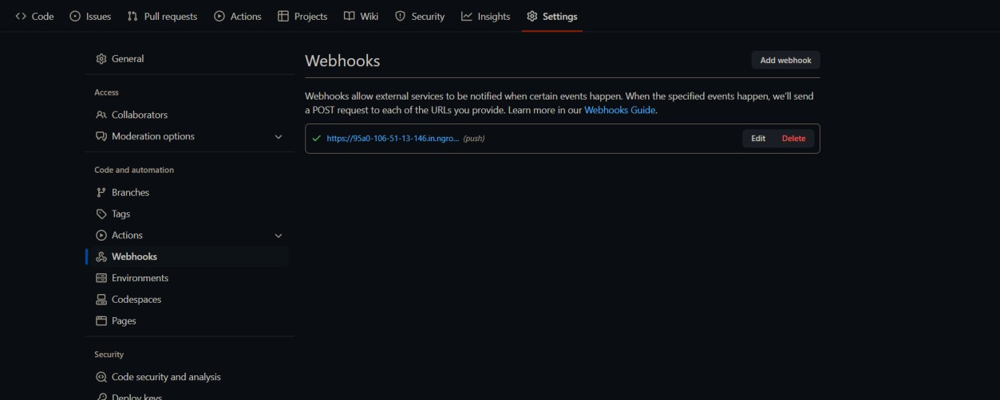 Code Issues Pull requests Actions Projects Wiki Security Insights Settings
General
Access
Collaborators
Moderation options
Code and automation
Branches
Tags
Actions
Webhooks
Environments
Codespaces
Pages
Security
Code security and analysis
Deploy keys
Webhooks
Add webhook
Webhooks allow external services to be notified when certain events happen. When the specified events happen, we'll send
a POST request to each of the URLs you provide. Learn more in our Webhooks Guide.
https://95a0-106-51-13-146.in.ngro... (push)
Edit Delete